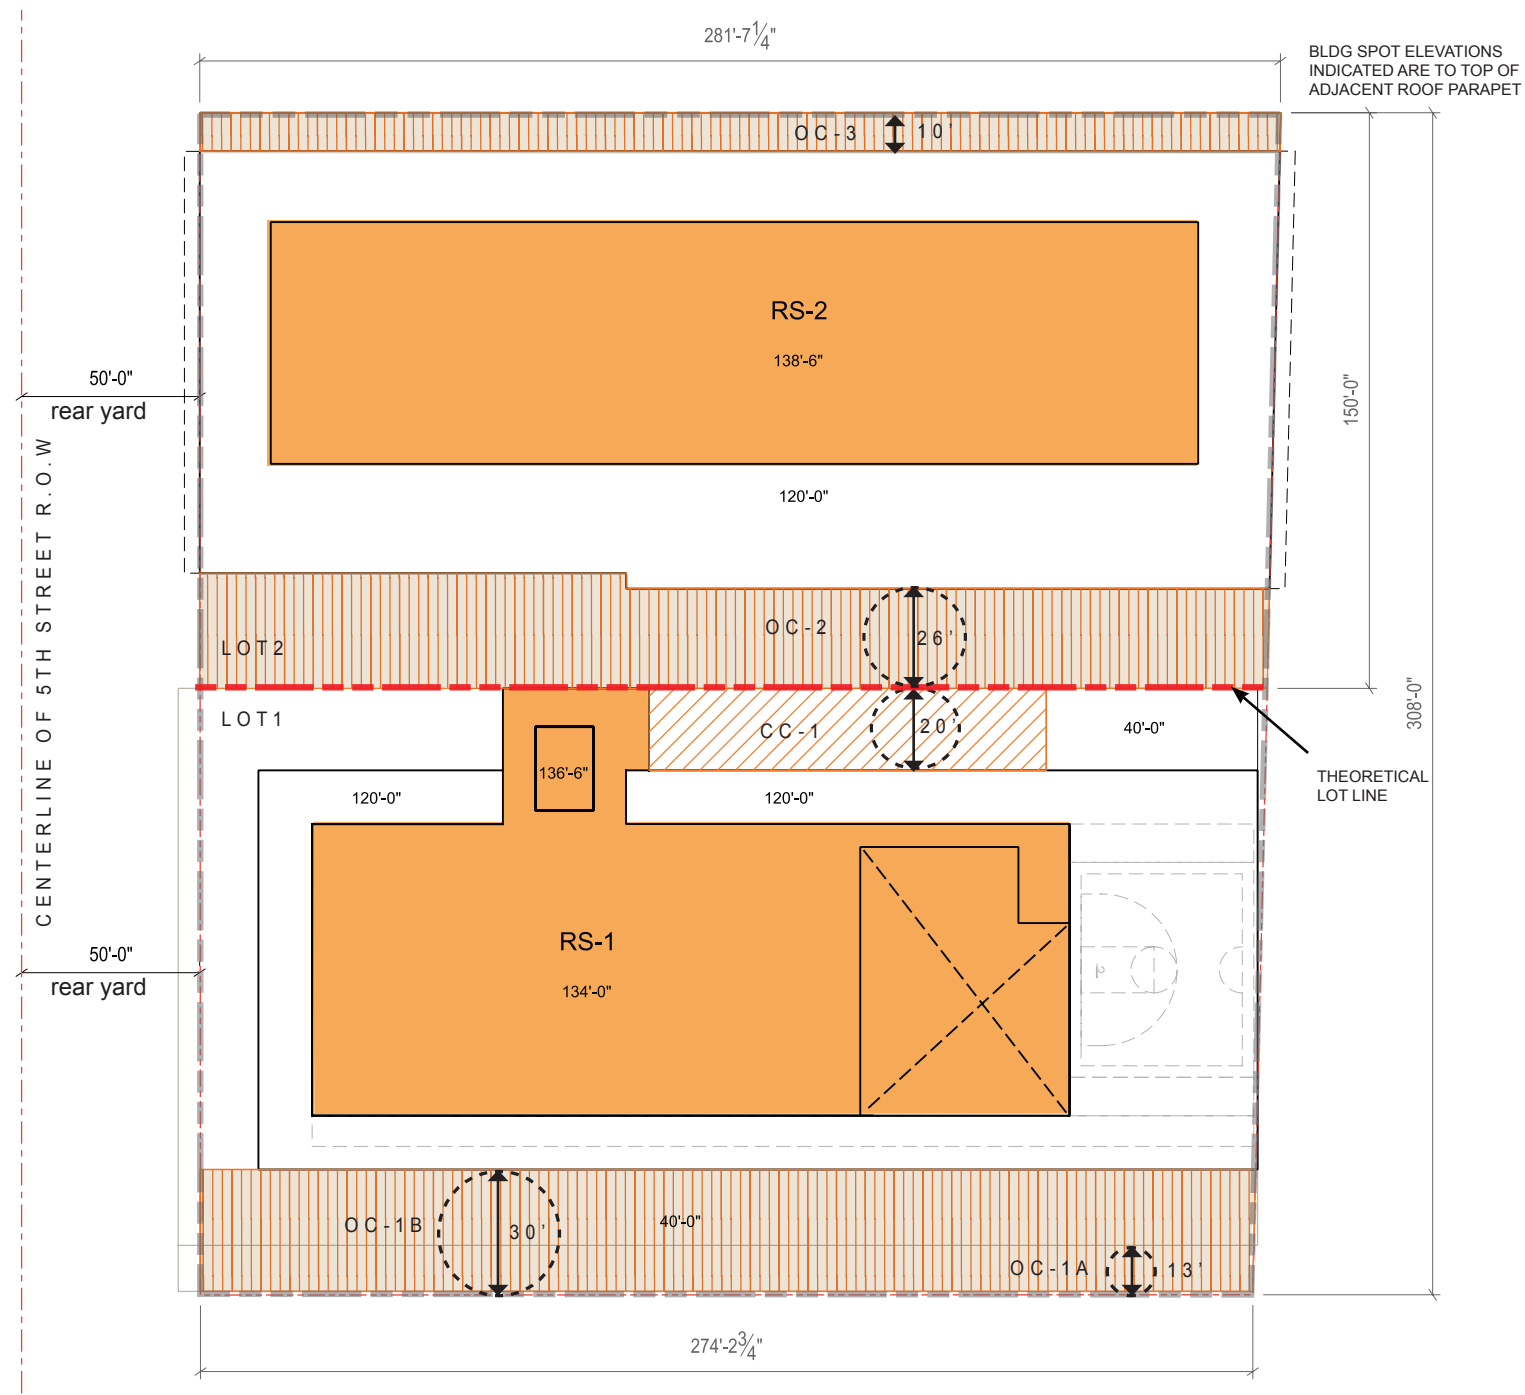 281'-7 1/4"
BLDG SPOT ELEVATIONS
INDICATED ARE TO TOP OF
ADJACENT ROOF PARAPET
OC-3
10'
RS-2
138'-6"
50'-0"
rear yard
150'-0"
120'-0"
CENTERLINE OF 5TH STREET R.O.W
OC-2
26'
LOT2
308'-0"
LOT1
CC-1
20'
40'-0"
136'-6"
THEORETICAL
LOT LINE
120'-0"
120'-0"
RS-1
134'-0"
50'-0"
rear yard
2
OC-1B
30'
40'-0"
OC-1A
13'
274'-2 3/4"